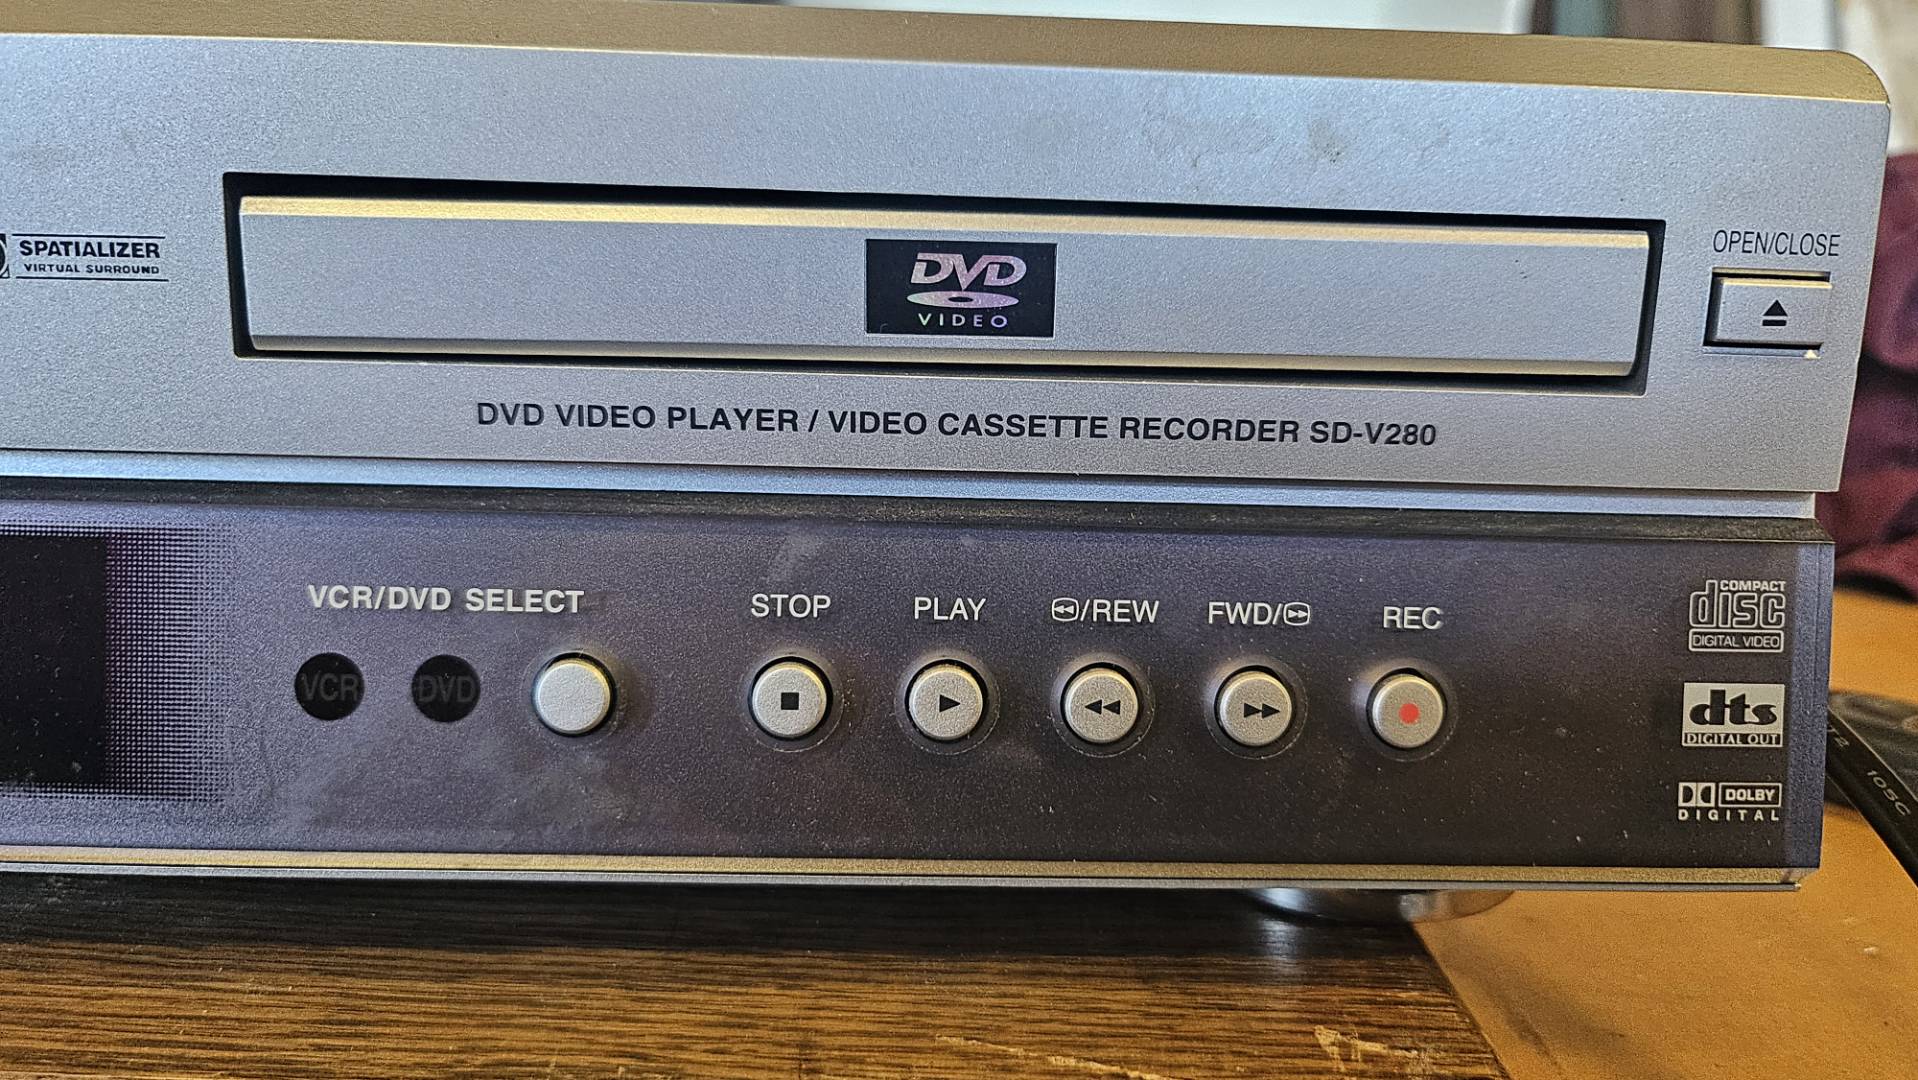 SPATIALIZER
VIRTUAL SURROUND
DVD
VIDEO
OPEN/CLOSE
DVD VIDEO PLAYER / VIDEO CASSETTE RECORDER SD-V280
VCR/DVD SELECT
STOP
PLAY
/REW
FWD/
REC
VCR
DVD
COMPACT
disc
DIGITAL VIDEO
dts
DIGITAL OUT
DOLBY
DIGITAL
105C